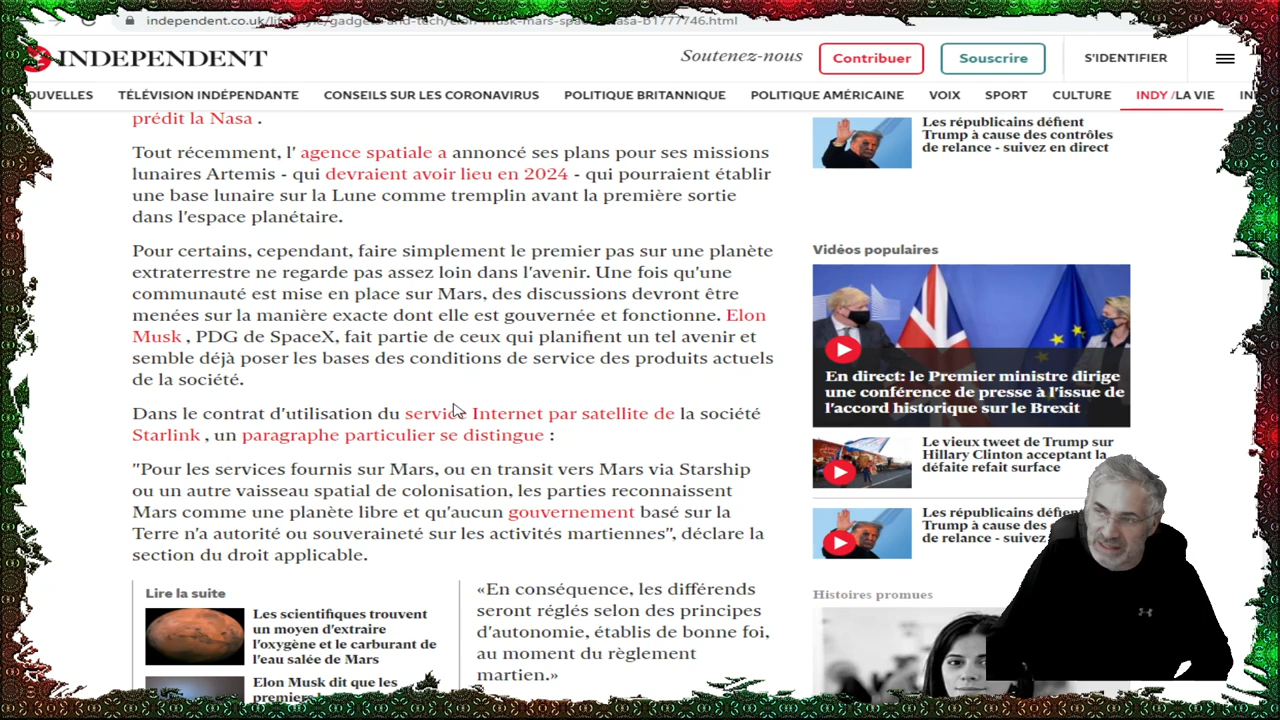 independent.co.uk/
INDEPENDENT
Soutenez-nous
Contribuer
Souscrire
S'IDENTIFIER
TÉLÉVISION INDÉPENDANTE
CONSEILS SUR LES CORONAVIRUS
POLITIQUE BRITANNIQUE
POLITIQUE AMÉRICAINE
VOIX
SPORT
CULTURE
INDY /LA VIE
prédit la Nasa .
Tout récemment, l' agence spatiale a annoncé ses plans pour ses missions
lunaires Artemis - qui devraient avoir lieu en 2024 - qui pourraient établir
une base lunaire sur la Lune comme tremplin avant la première sortie
dans l'espace planétaire.
Pour certains, cependant, faire simplement le premier pas sur une planète
extraterrestre ne regarde pas assez loin dans l'avenir. Une fois qu'une
communauté est mise en place sur Mars, des discussions devront être
menées sur la manière exacte dont elle est gouvernée et fonctionne. Elon
Musk , PDG de SpaceX, fait partie de ceux qui planifient un tel avenir et
semble déjà poser les bases des conditions de service des produits actuels
de la société.
Dans le contrat d'utilisation du service Internet par satellite de la société
Starlink , un paragraphe particulier se distingue :
"Pour les services fournis sur Mars, ou en transit vers Mars via Starship
ou un autre vaisseau spatial de colonisation, les parties reconnaissent
Mars comme une planète libre et qu'aucun gouvernement basé sur la
Terre n'a autorité ou souveraineté sur les activités martiennes", déclare la
section du droit applicable.
Lire la suite
Les scientifiques trouvent
un moyen d'extraire
l'oxygène et le carburant de
l'eau salée de Mars
Elon Musk dit que les
«En conséquence, les différends
seront réglés selon des principes
d'autonomie, établis de bonne foi,
au moment du règlement
martien.»
Les républicains défient
Trump à cause des contrôles
de relance - suivez en direct
Vidéos populaires
En direct: le Premier ministre dirige
une conférence de presse à l'issue de
l'accord historique sur le Brexit
Le vieux tweet de Trump sur
Hillary Clinton acceptant la
défaite refait surface
Les républicains
Trump à cause des
de relance - suivez
Histoires promues